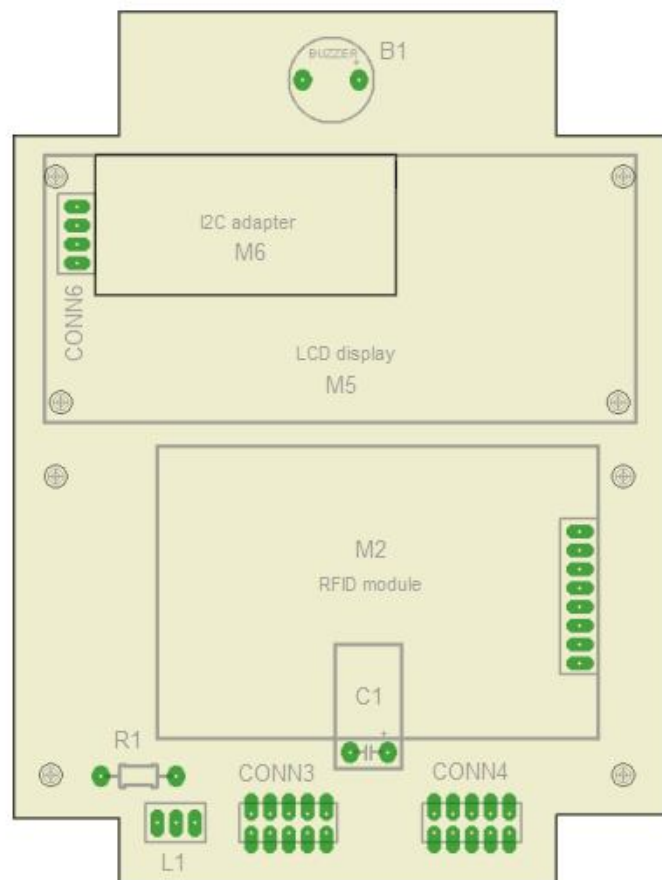 BUZZER
+
B1
I2C adapter
M6
CONN6
LCD display
M5
M2
RFID module
C1
+
R1
CONN3
CONN4
L1